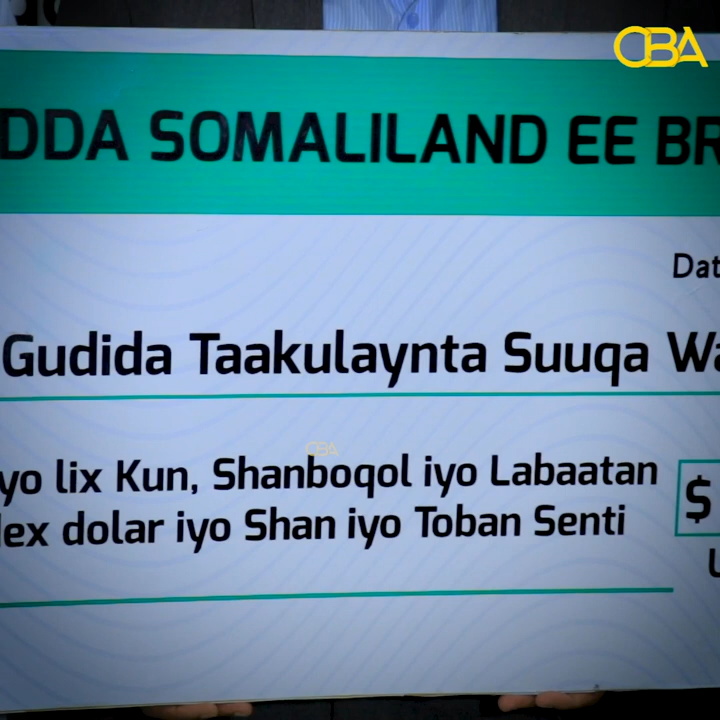 CBA
DDA SOMALILAND EE BR
Dat
Gudida Taakulaynta Suuqa Wa
CBA
yo lix Kun, Shanboqol iyo Labaatan
$
lex dolar iyo Shan iyo Toban Senti
U